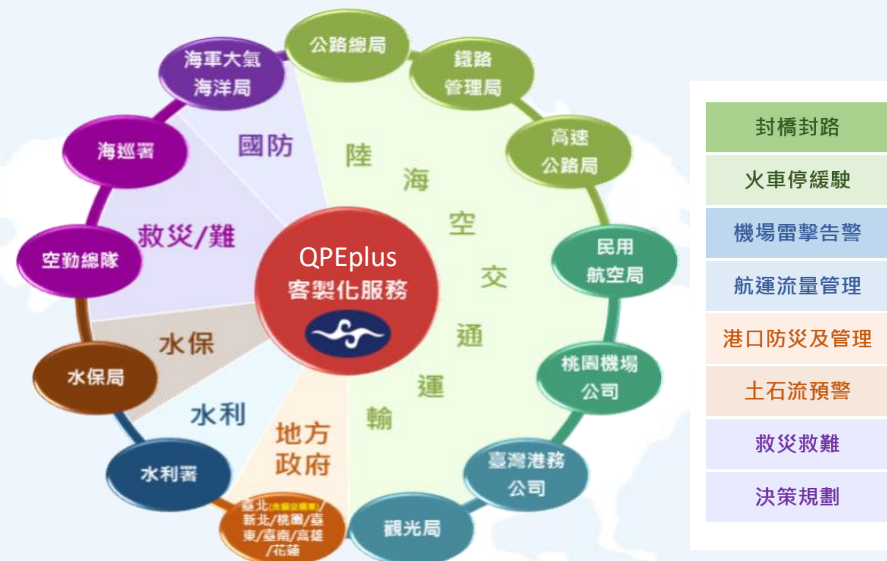 QPEplus
客製化服務
公路總局
鐵路
管理局
高速
公路局
民用
航空局
桃園機場
公司
臺灣港務
公司
觀光局
臺北
/
新北/桃園/臺
東/臺南/高雄
/花蓮
水利署
水保局
空勤總隊
海巡署
海軍大氣
海洋局
陸海空交通運輸
地方
政府
水利
水保
救災/難
國防
封橋封路
火車停緩駛
機場雷擊告警
航運流量管理
港口防災及管理
土石流預警
救災救難
決策規劃